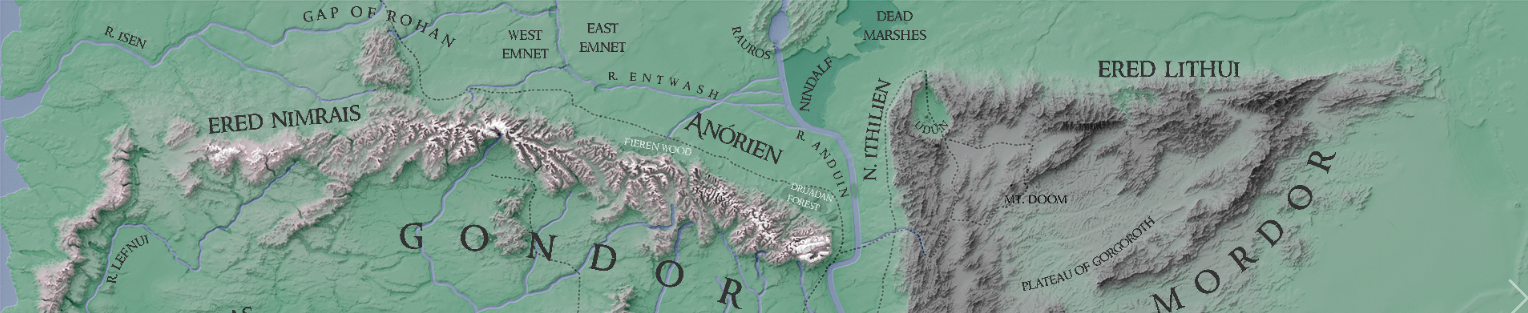 GAP OF ROHAN
R. ISEN
WEST
EMNET
EAST
EMNET
RAUROS
DEAD
MARSHES
R. ENTWASH
NINDALF
ERED LITHUI
ERED NIMRAIS
ANÓRIEN
R. ANDUIN
N. ITHILIEN
UDÛN
FIEREN WOOD
DRÚADAN
FOREST
MT. DOOM
R. LEFNUI
GONDOR
PLATEAU OF GORGOROTH
MORDOR